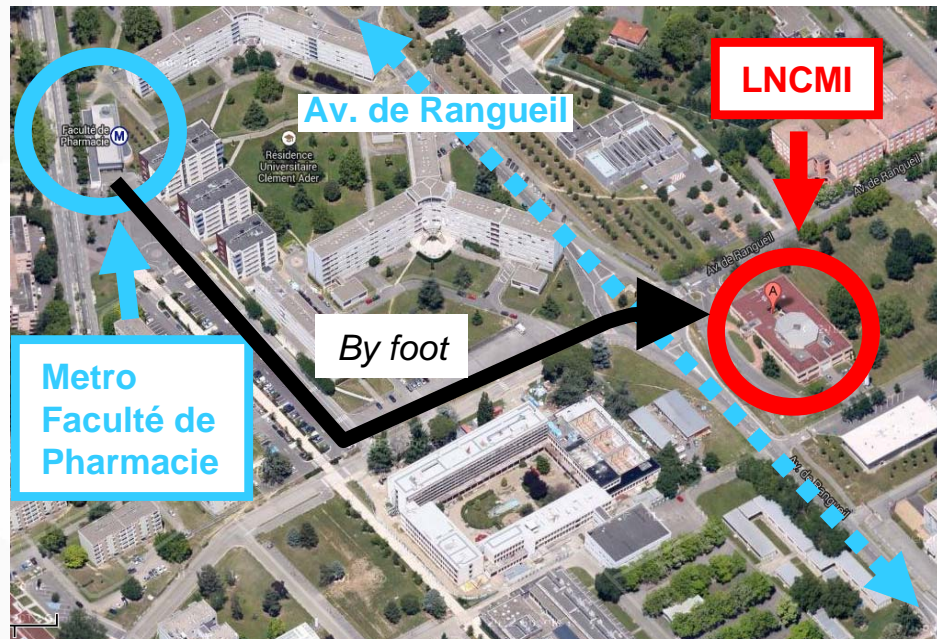 LNCMI
Av. de Rangueil
Faculté de
Pharmacie
M
Résidence
Universitaire
Clément Ader
Av. de Rangueil
Av. de Rangueil
A
By foot
Metro
Faculté de
Pharmacie
Av. de Rangueil